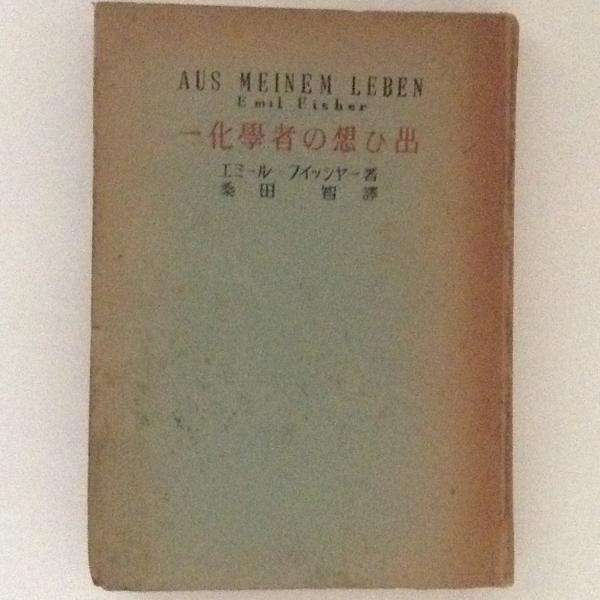 AUS MEINEM LEBEN
Emil Fisher
一化學者の想ひ出
エミール フイッシヤー著
桑田 智譯